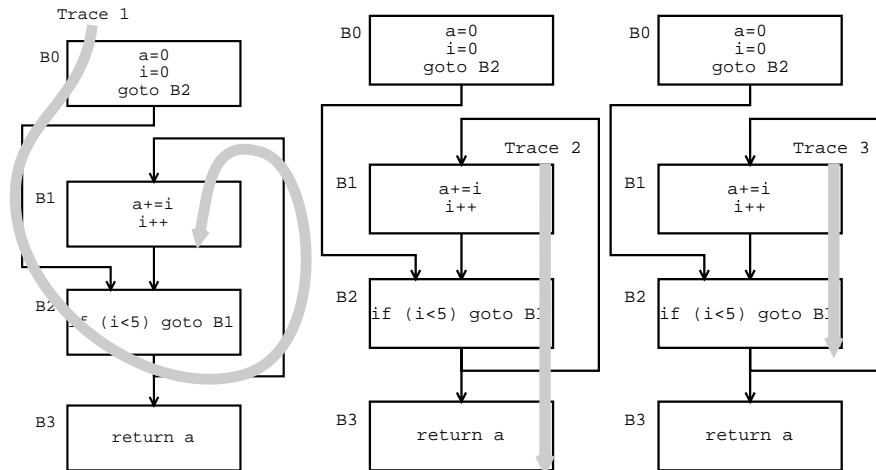 Trace 1
B0
a=0
i=0
goto B2
B1
a+=i
i++
B2
if (i<5) goto B1
B3
return a
B0
a=0
i=0
goto B2
Trace 2
B1
a+=i
i++
B2
if (i<5) goto B1
B3
return a
B0
a=0
i=0
goto B2
Trace 3
B1
a+=i
i++
B2
if (i<5) goto B1
B3
return a